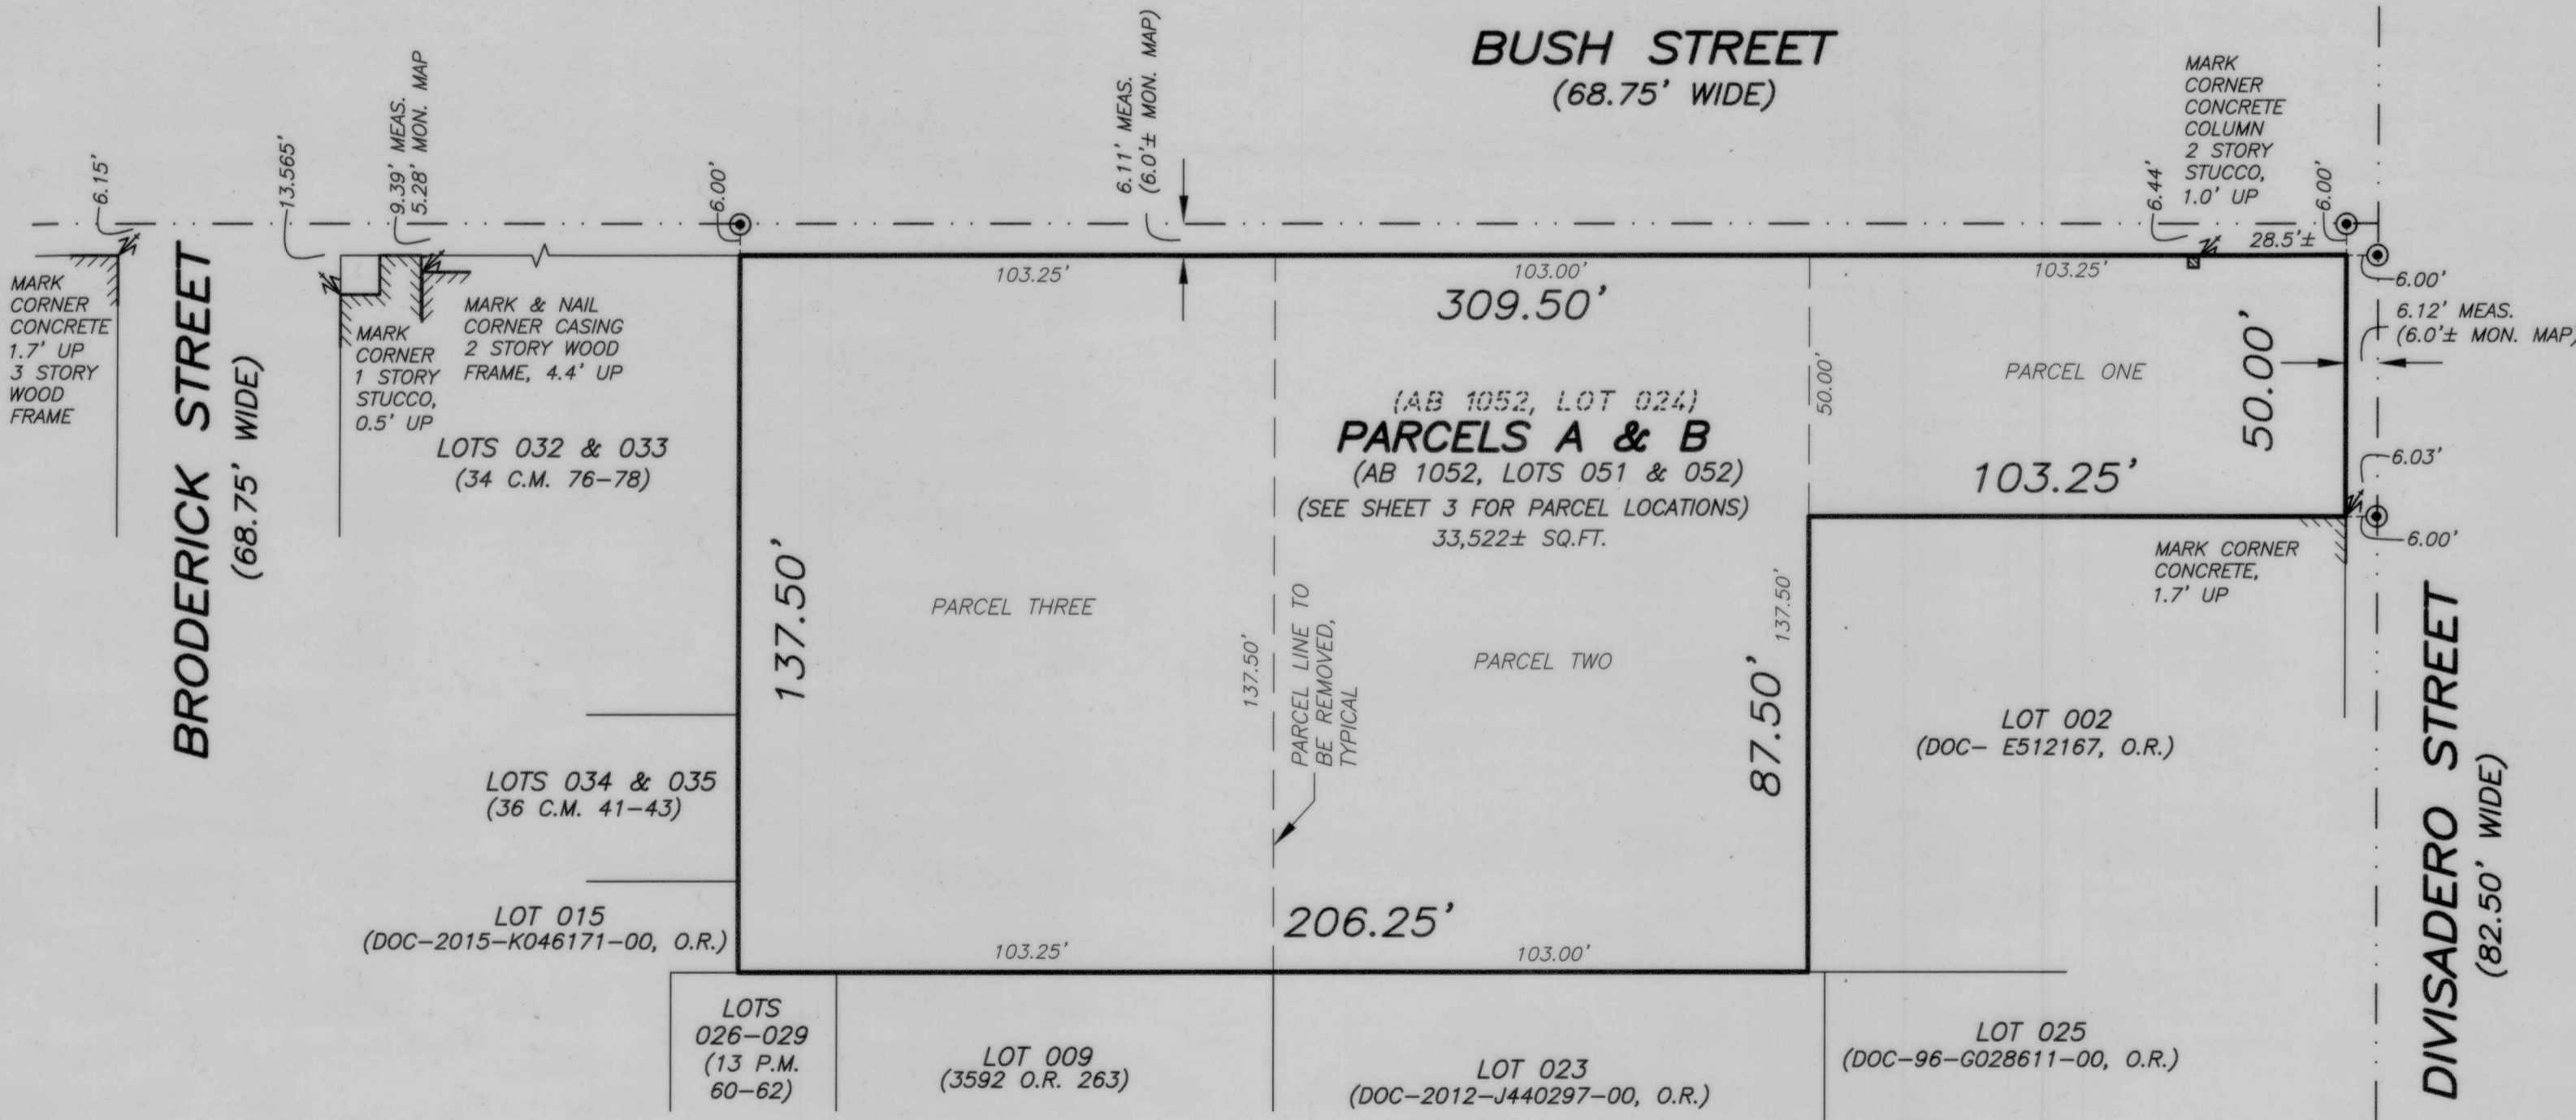 BUSH STREET
(68.75' WIDE)
6.15'
13.565'
9.39' MEAS.
5.28' MON. MAP
6.00'
6.11' MEAS.
(6.0'± MON. MAP)
MARK
CORNER
CONCRETE
COLUMN
2 STORY
STUCCO,
1.0' UP
6.44'
6.00'
28.5'±
MARK
CORNER
CONCRETE
1.7' UP
3 STORY
WOOD
FRAME
BRODERICK STREET
(68.75' WIDE)
MARK
CORNER
1 STORY
STUCCO,
0.5' UP
MARK & NAIL
CORNER CASING
2 STORY WOOD
FRAME, 4.4' UP
LOTS 032 & 033
(34 C.M. 76-78)
103.25'
103.00'
103.25'
309.50'
6.00'
6.12' MEAS.
(6.0'± MON. MAP)
50.00'
50.00'
PARCEL ONE
103.25'
(AB 1052, LOT 024)
PARCELS A & B
(AB 1052, LOTS 051 & 052)
(SEE SHEET 3 FOR PARCEL LOCATIONS)
33,522± SQ.FT.
6.03'
6.00'
MARK CORNER
CONCRETE,
1.7' UP
137.50'
PARCEL THREE
137.50'
PARCEL LINE TO
BE REMOVED,
TYPICAL
PARCEL TWO
137.50'
87.50'
LOT 002
(DOC- E512167, O.R.)
DIVISADERO STREET
(82.50' WIDE)
LOTS 034 & 035
(36 C.M. 41-43)
LOT 015
(DOC-2015-K046171-00, O.R.)
206.25'
103.25'
103.00'
LOTS
026-029
(13 P.M.
60-62)
LOT 009
(3592 O.R. 263)
LOT 023
(DOC-2012-J440297-00, O.R.)
LOT 025
(DOC-96-G028611-00, O.R.)